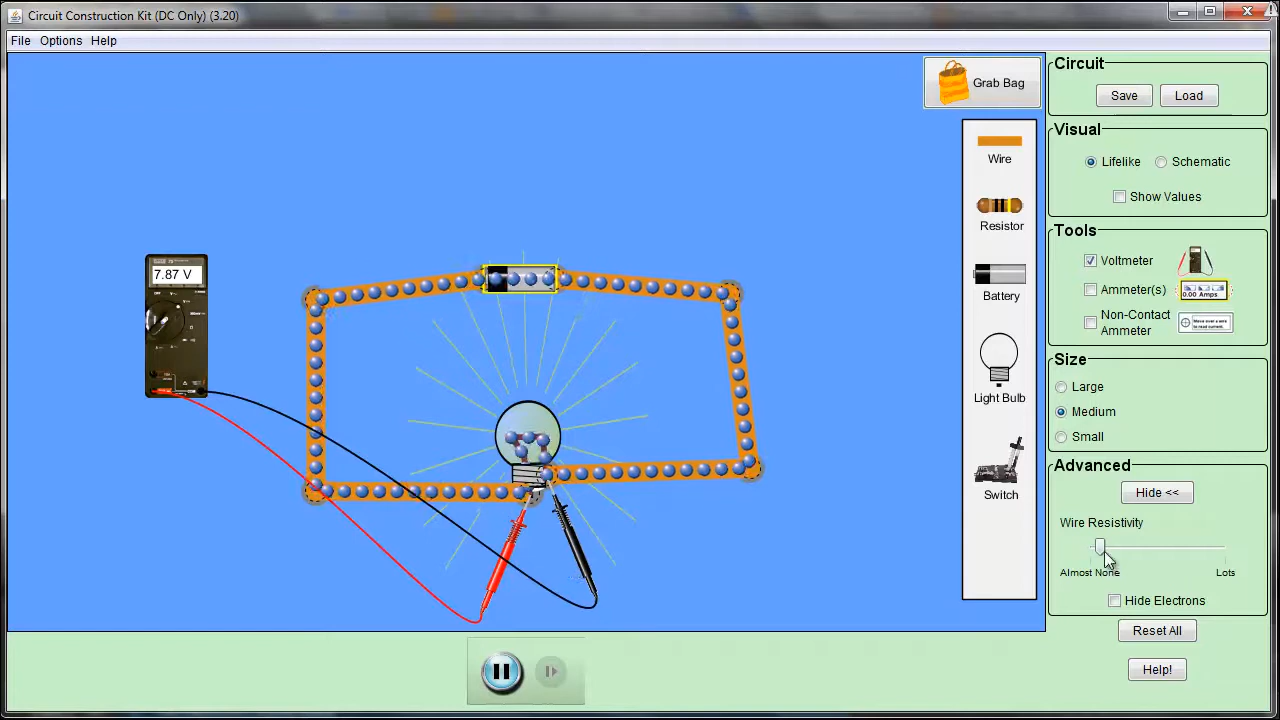 Circuit Construction Kit (DC Only) (3.20)
File Options Help
Grab Bag
Wire
Resistor
Battery
Light Bulb
Switch
7.87 V
Circuit
Save Load
Visual
Lifelike Schematic
Show Values
Tools
Voltmeter
Ammeter(s)
0.00 Amps
Non-Contact
Ammeter
Size
Large
Medium
Small
Advanced
Hide <<
Wire Resistivity
Almost None Lots
Hide Electrons
Reset All
Help!